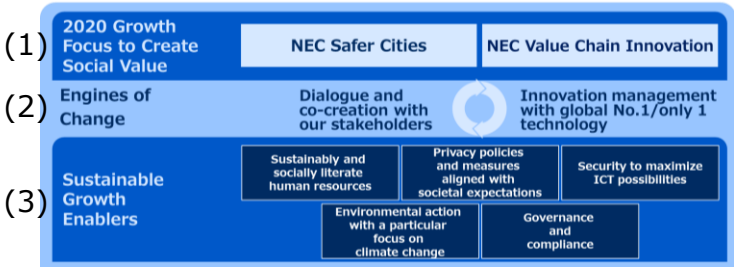 (1)
2020 Growth
Focus to Create
Social Value
NEC Safer Cities
NEC Value Chain Innovation
(2)
Engines of
Change
Dialogue and
co-creation with
our stakeholders
Innovation management
with global No.1/only 1
technology
(3)
Sustainable
Growth
Enablers
Sustainably and
socially literate
human resources
Privacy policies
and measures
aligned with
societal expectations
Security to maximize
ICT possibilities
Environmental action
with a particular
focus on
climate change
Governance
and
compliance